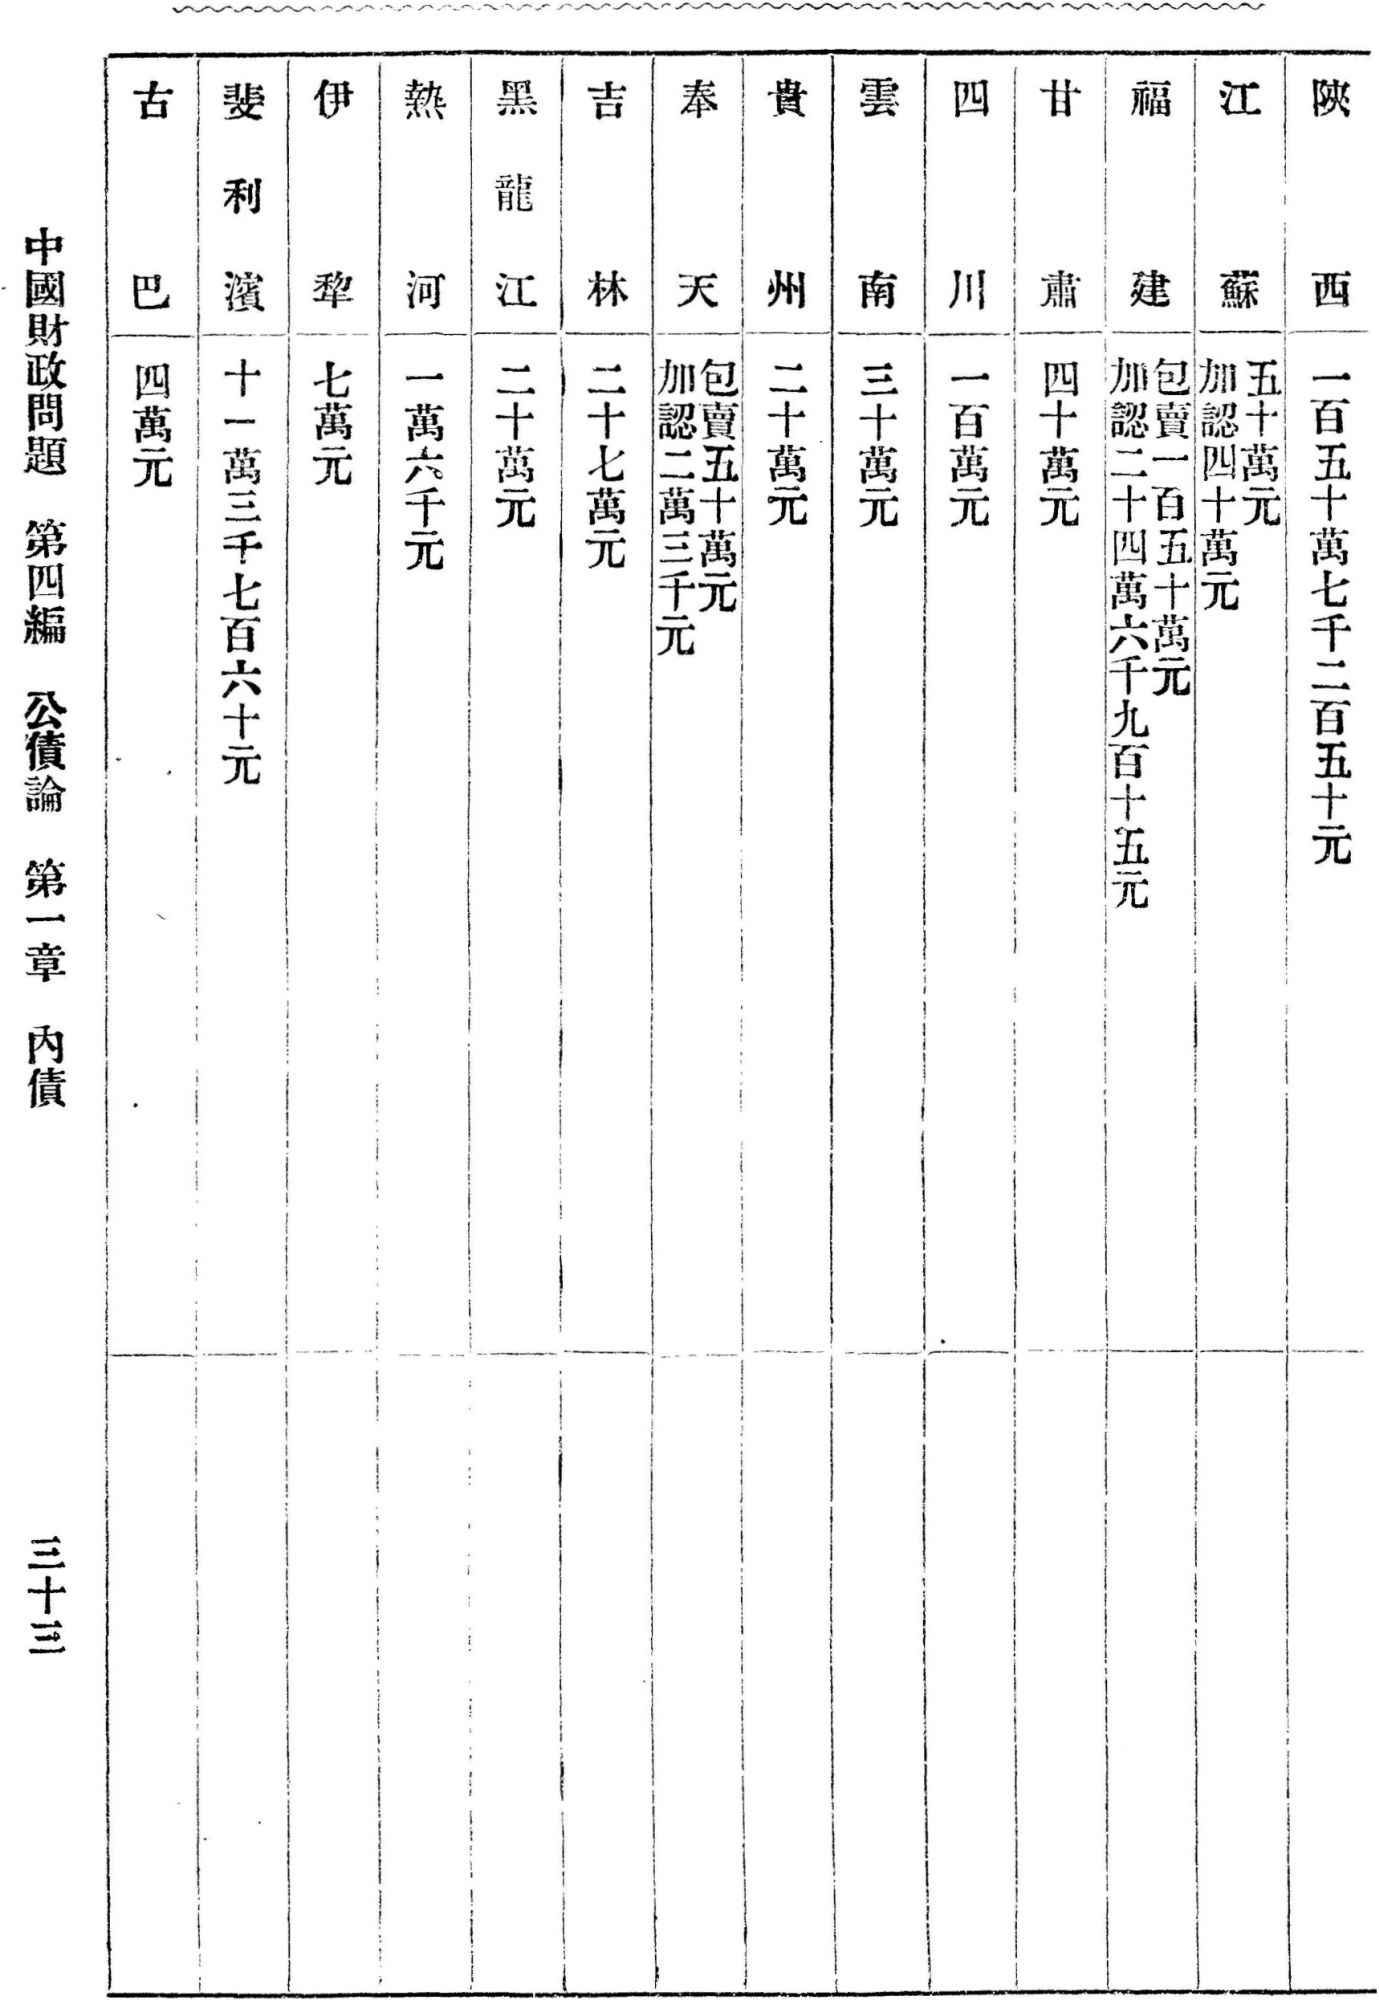 陝西
一百五十萬七千二百五十元
江蘇
五十萬元
加認四十萬元
福建
包賣一百五十萬元
加認二十四萬六千九百十五元
甘肅
四十萬元
四川
一百萬元
雲南
三十萬元
貴州
二十萬元
奉天
包賣五十萬元
加認二萬三千元
吉林
二十七萬元
黑龍江
二十萬元
熱河
一萬六千元
伊犂
七萬元
斐利濱
十一萬三千七百六十元
古巴
四萬元
中國財政問題　第四編　公債論　第一章　內債
三十三